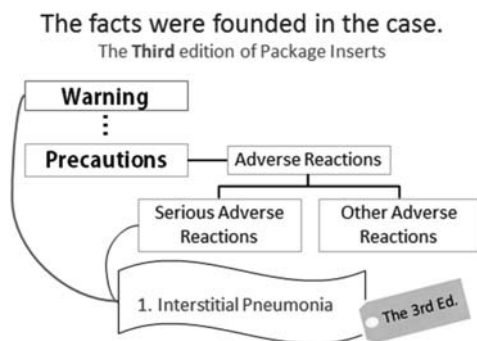 The facts were founded in the case.
The Third edition of Package Inserts
Warning
Precautions
Adverse Reactions
Serious Adverse
Reactions
Other Adverse
Reactions
1. Interstitial Pneumonia
The 3rd Ed.